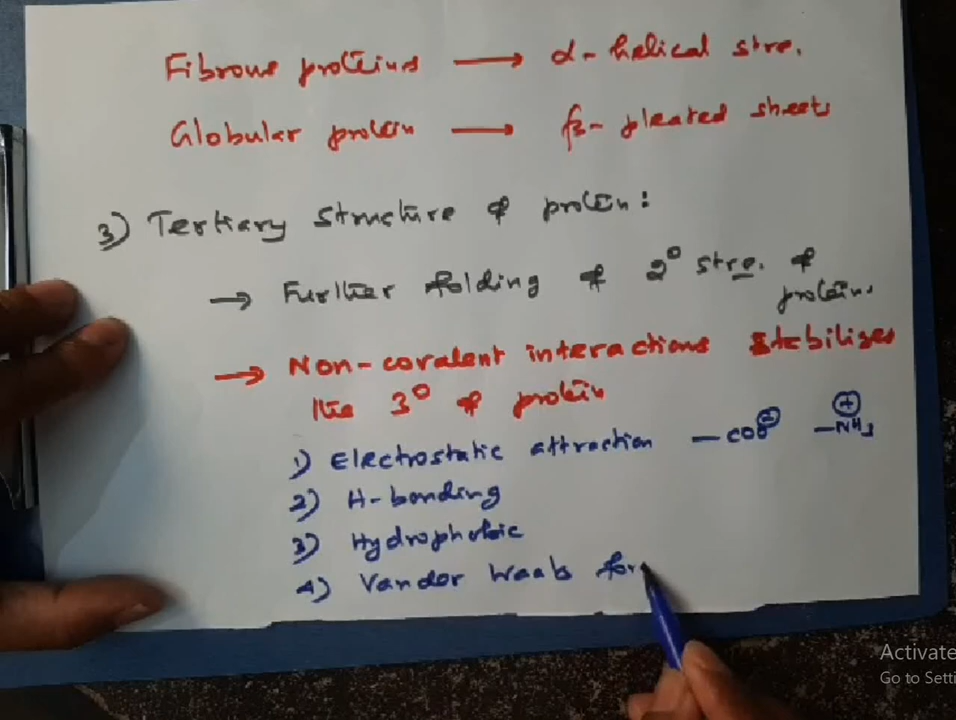 Fibrous proteins → α- helical stre.
Globular protein → β- pleated sheets
3) Tertiary structure of protein:
→ Further folding of 2° stre. of
protein.
→ Non-covalent interactions stabilizes
the 3° of protein
1) Electrostatic attraction —COO⊖ —NH3⊕
2) H-bonding
3) Hydrophobic
4) Vander Waals for
Activate
Go to Setti